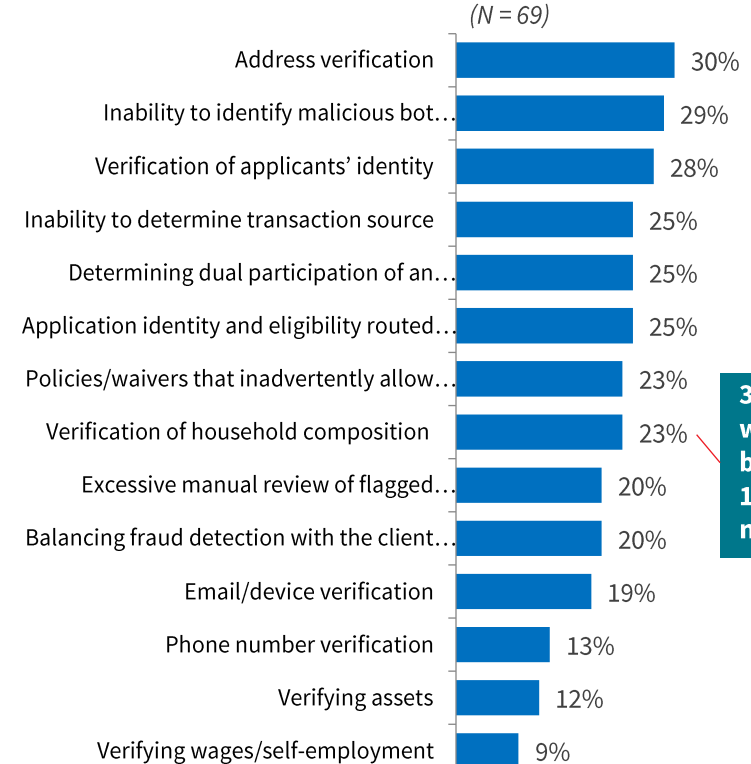 (N = 69)
Address verification 30%
Inability to identify malicious bot… 29%
Verification of applicants’ identity 28%
Inability to determine transaction source 25%
Determining dual participation of an… 25%
Application identity and eligibility routed… 25%
Policies/waivers that inadvertently allow… 23%
Verification of household composition 23%
Excessive manual review of flagged… 20%
Balancing fraud detection with the client… 20%
Email/device verification 19%
Phone number verification 13%
Verifying assets 12%
Verifying wages/self-employment 9%
3
w
b
1